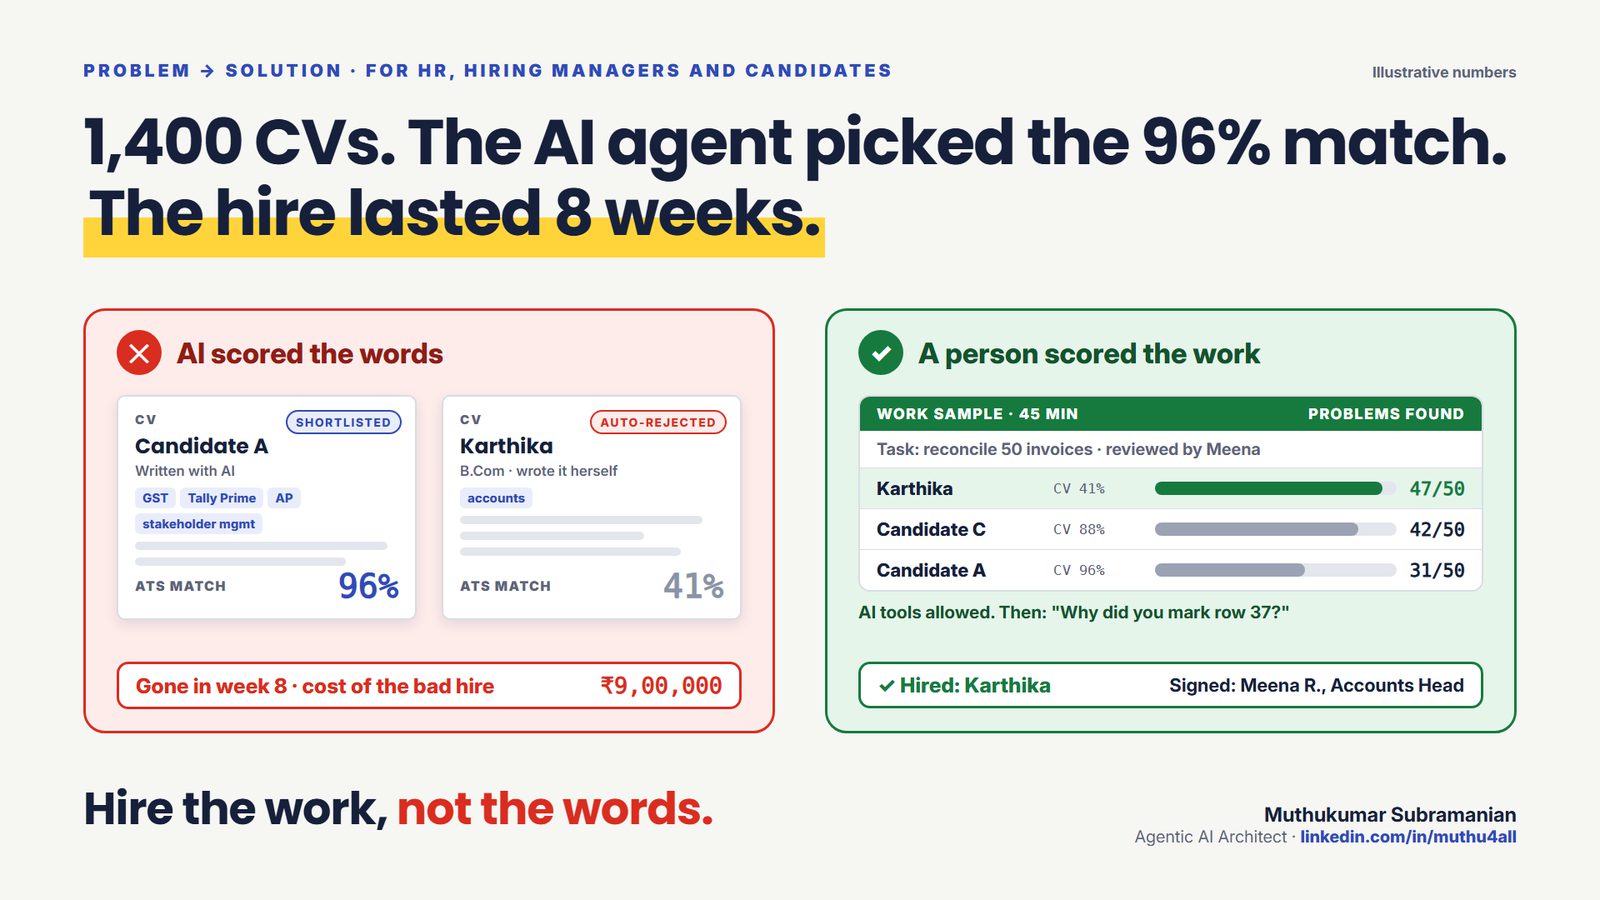 PROBLEM → SOLUTION · FOR HR, HIRING MANAGERS AND CANDIDATES
Illustrative numbers
1,400 CVs. The AI agent picked the 96% match.
The hire lasted 8 weeks.
AI scored the words
CV
SHORTLISTED
Candidate A
Written with AI
GST Tally Prime AP
stakeholder mgmt
ATS MATCH 96%
CV
AUTO-REJECTED
Karthika
B.Com · wrote it herself
accounts
ATS MATCH 41%
Gone in week 8 · cost of the bad hire ₹9,00,000
A person scored the work
WORK SAMPLE · 45 MIN PROBLEMS FOUND
Task: reconcile 50 invoices · reviewed by Meena
Karthika CV 41% 47/50
Candidate C CV 88% 42/50
Candidate A CV 96% 31/50
AI tools allowed. Then: "Why did you mark row 37?"
✓ Hired: Karthika Signed: Meena R., Accounts Head
Hire the work, not the words.
Muthukumar Subramanian
Agentic AI Architect · linkedin.com/in/muthu4all